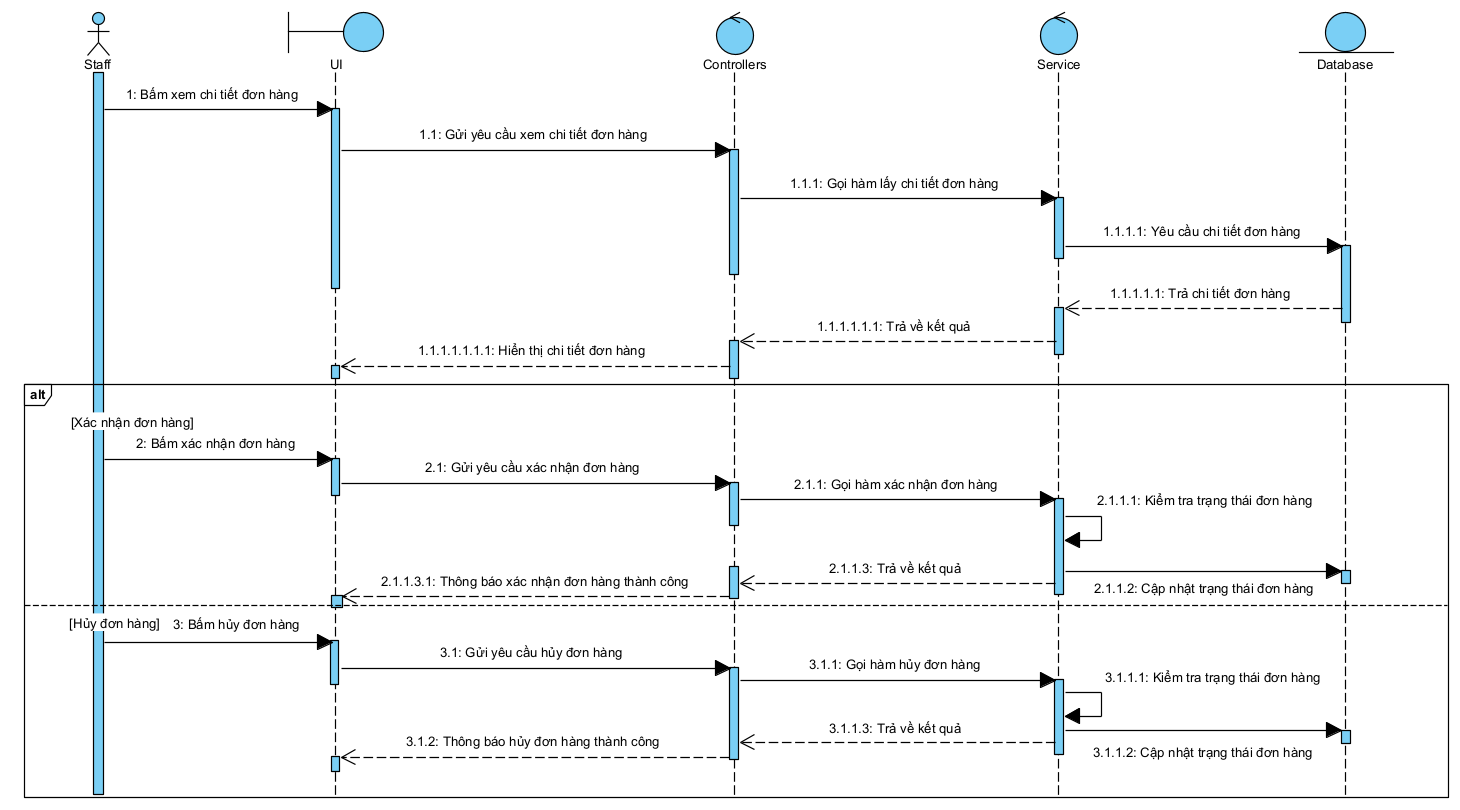 Staff
UI
Controllers
Service
Database
1: Bấm xem chi tiết đơn hàng
1.1: Gửi yêu cầu xem chi tiết đơn hàng
1.1.1: Gọi hàm lấy chi tiết đơn hàng
1.1.1.1: Yêu cầu chi tiết đơn hàng
1.1.1.1.1: Trả chi tiết đơn hàng
1.1.1.1.1.1: Trả về kết quả
1.1.1.1.1.1.1: Hiển thị chi tiết đơn hàng
alt
[Xác nhận đơn hàng]
2: Bấm xác nhận đơn hàng
2.1: Gửi yêu cầu xác nhận đơn hàng
2.1.1: Gọi hàm xác nhận đơn hàng
2.1.1.1: Kiểm tra trạng thái đơn hàng
2.1.1.3: Trả về kết quả
2.1.1.3.1: Thông báo xác nhận đơn hàng thành công
2.1.1.2: Cập nhật trạng thái đơn hàng
[Hủy đơn hàng]
3: Bấm hủy đơn hàng
3.1: Gửi yêu cầu hủy đơn hàng
3.1.1: Gọi hàm hủy đơn hàng
3.1.1.1: Kiểm tra trạng thái đơn hàng
3.1.1.3: Trả về kết quả
3.1.2: Thông báo hủy đơn hàng thành công
3.1.1.2: Cập nhật trạng thái đơn hàng